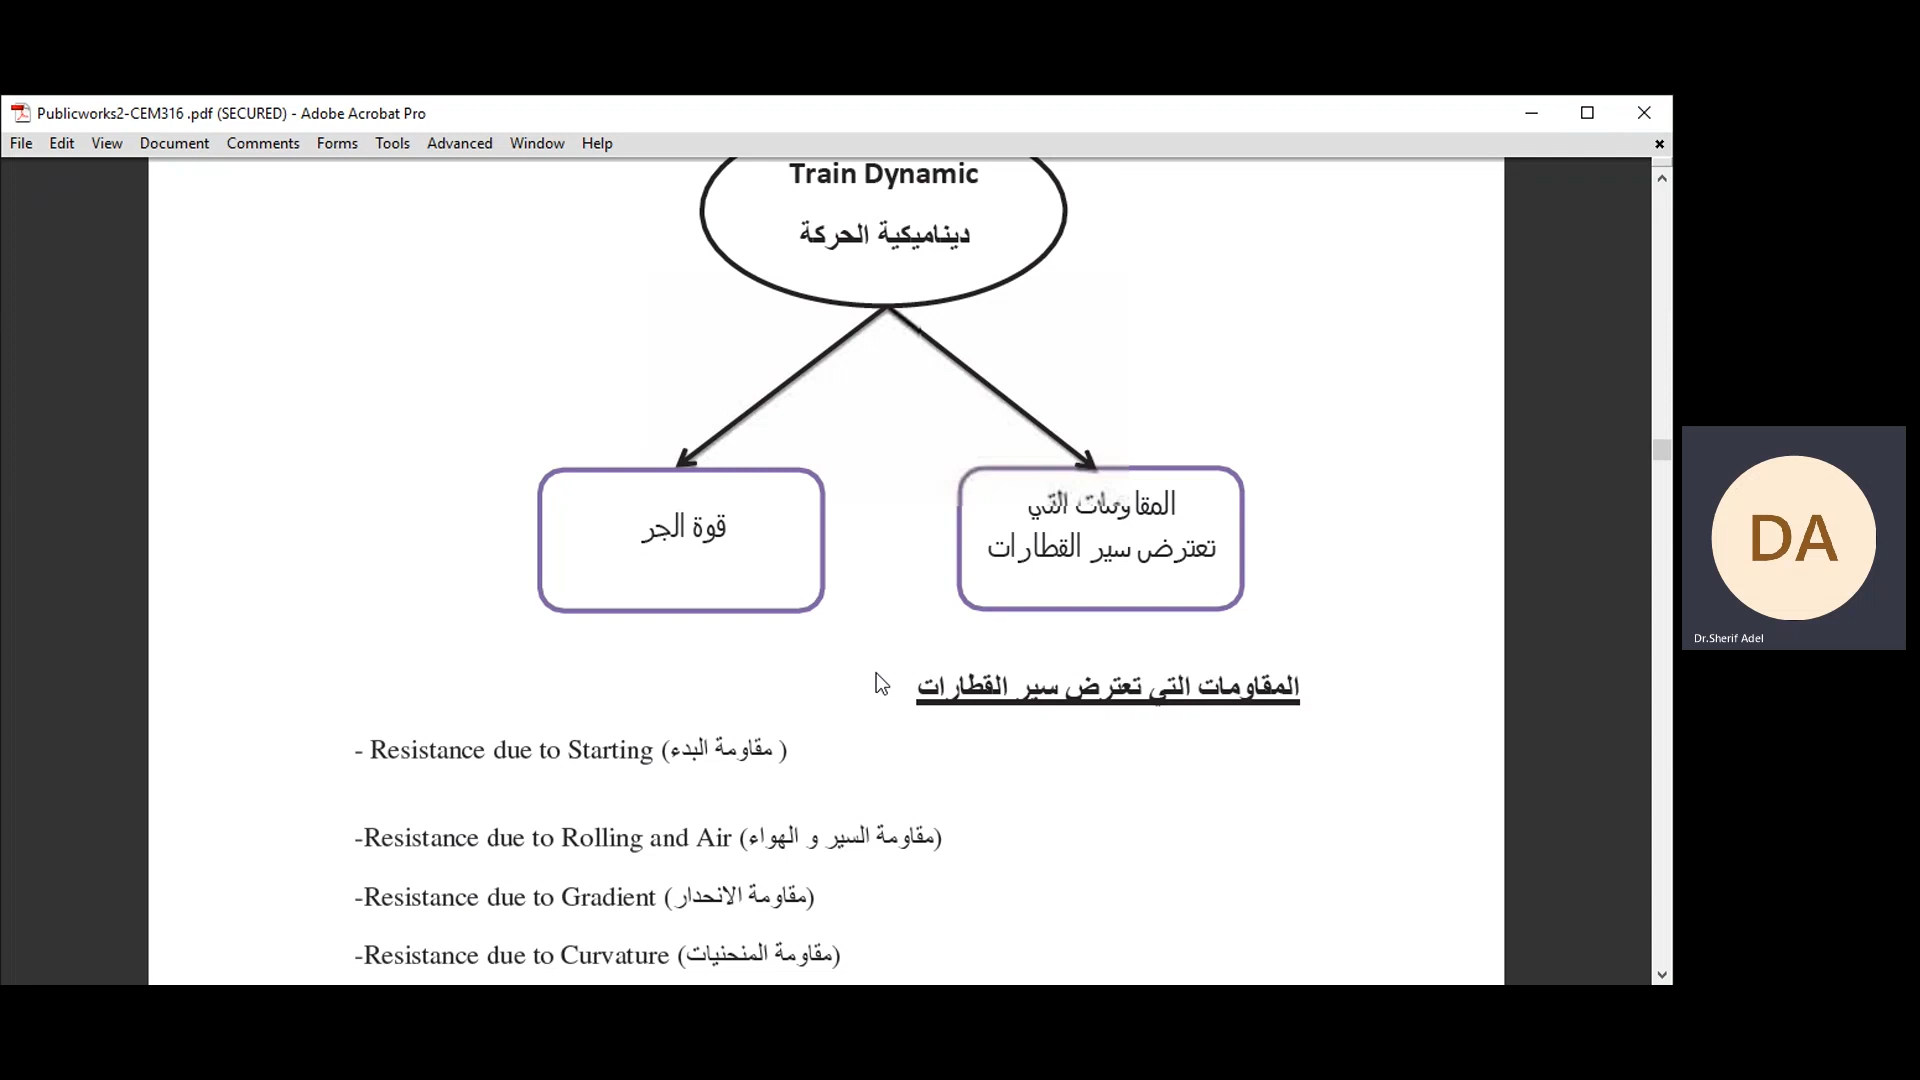 Publicworks2-CEM316 .pdf (SECURED) - Adobe Acrobat Pro
File Edit View Document Comments Forms Tools Advanced Window Help
Train Dynamic
ديناميكية الحركة
قوة الجر
المقاومات التي
تعترض سير القطارات
المقاومات التي تعترض سير القطارات
- Resistance due to Starting (مقاومة البدء )
-Resistance due to Rolling and Air (مقاومة السير و الهواء)
-Resistance due to Gradient (مقاومة الانحدار)
-Resistance due to Curvature (مقاومة المنحنيات)
DA
Dr.Sherif Adel